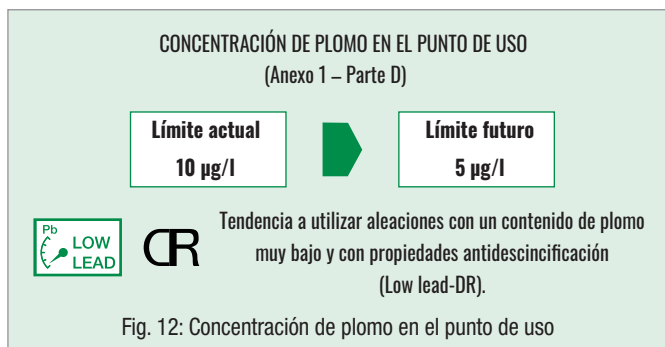 CONCENTRACIÓN DE PLOMO EN EL PUNTO DE USO
(Anexo 1 – Parte D)
Límite actual
10 µg/l
Límite futuro
5 µg/l
Pb
LOW
LEAD
CR
Tendencia a utilizar aleaciones con un contenido de plomo
muy bajo y con propiedades antidescincificación
(Low lead-DR).
Fig. 12: Concentración de plomo en el punto de uso